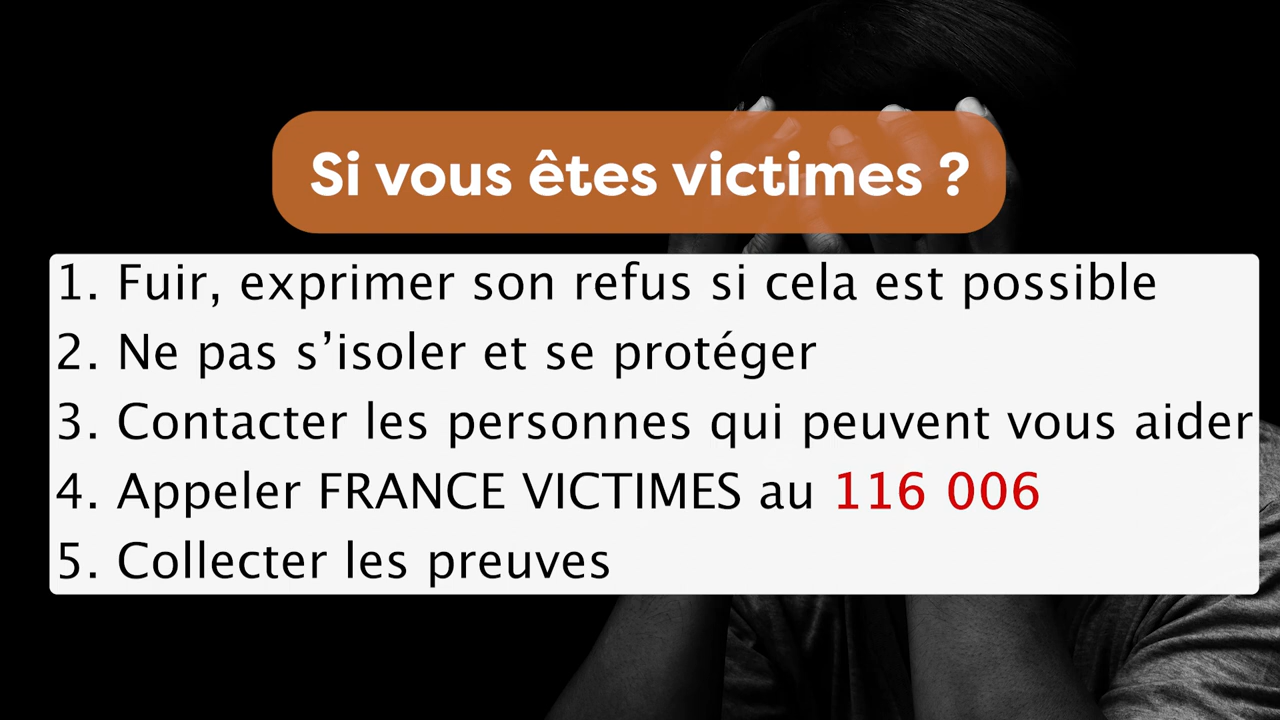 Si vous êtes victimes ?
1. Fuir, exprimer son refus si cela est possible
2. Ne pas s’isoler et se protéger
3. Contacter les personnes qui peuvent vous aider
4. Appeler FRANCE VICTIMES au 116 006
5. Collecter les preuves